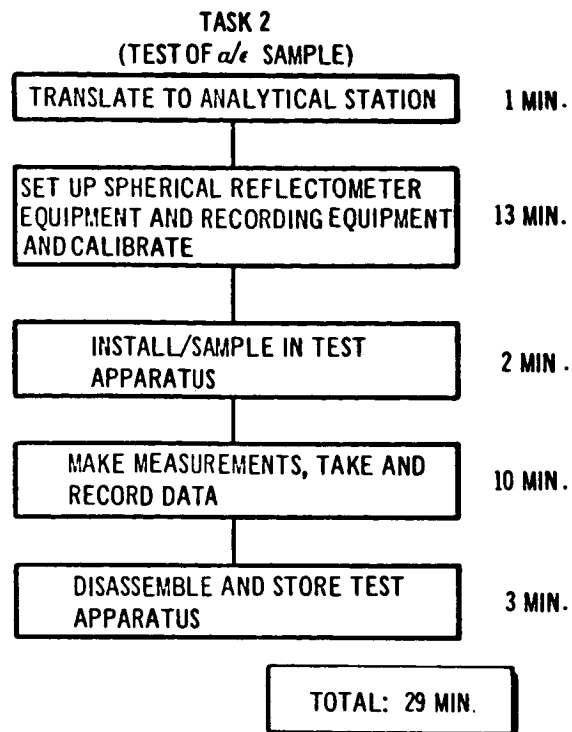 TASK 2
(TEST OF a/ϵ SAMPLE)
TRANSLATE TO ANALYTICAL STATION 1 MIN.
SET UP SPHERICAL REFLECTOMETER
EQUIPMENT AND RECORDING EQUIPMENT 13 MIN.
AND CALIBRATE
INSTALL/SAMPLE IN TEST
APPARATUS 2 MIN.
MAKE MEASUREMENTS, TAKE AND
RECORD DATA 10 MIN.
DISASSEMBLE AND STORE TEST
APPARATUS 3 MIN.
TOTAL: 29 MIN.